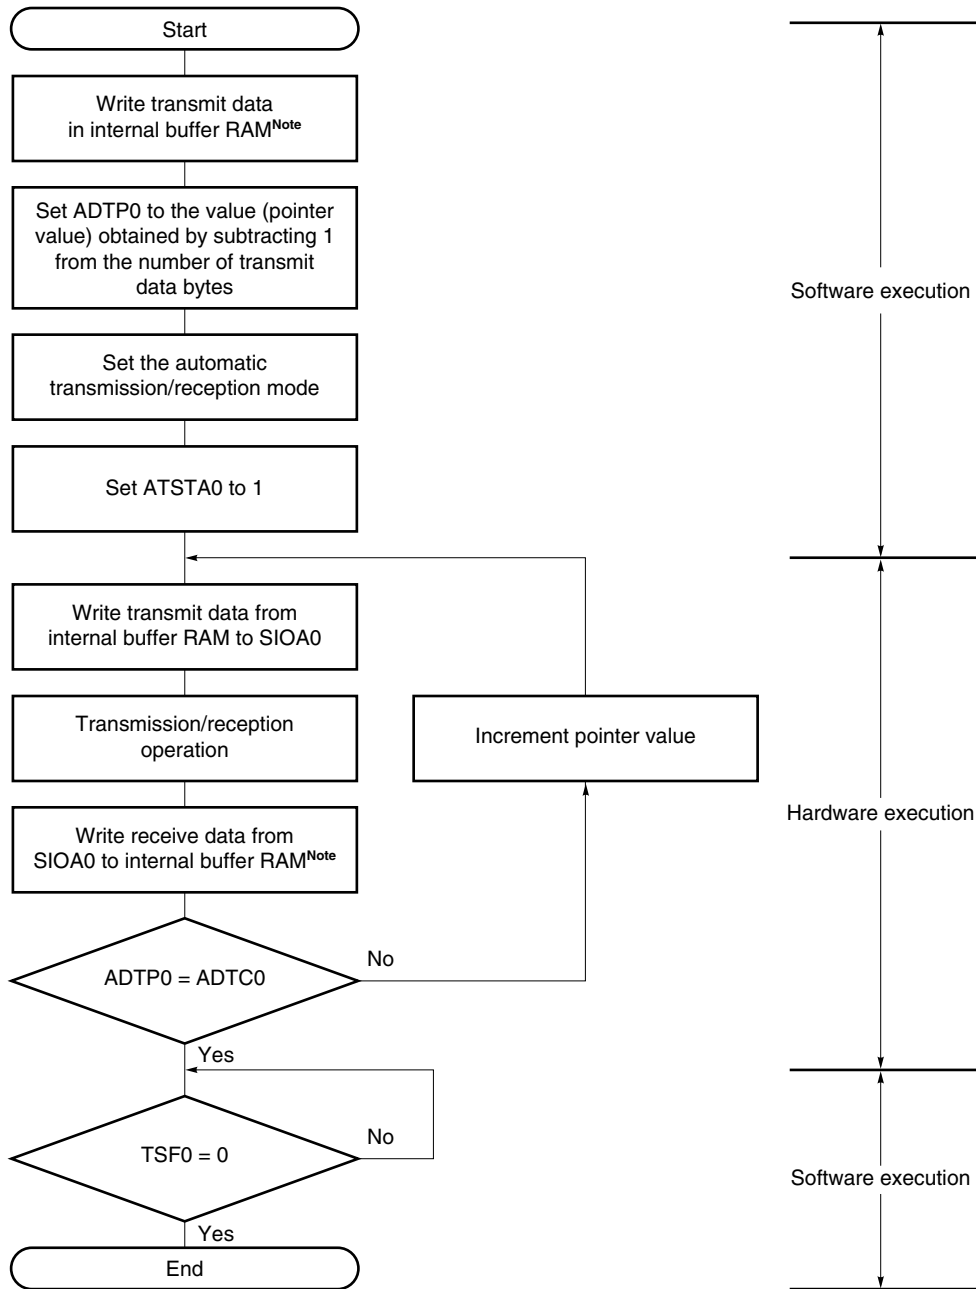 Start
Write transmit data
in internal buffer RAMNote
Set ADTP0 to the value (pointer
value) obtained by subtracting 1
from the number of transmit
data bytes
Software execution
Set the automatic
transmission/reception mode
Set ATSTA0 to 1
Write transmit data from
internal buffer RAM to SIOA0
Transmission/reception
operation
Increment pointer value
Hardware execution
Write receive data from
SIOA0 to internal buffer RAMNote
ADTP0 = ADTC0
No
Yes
TSF0 = 0
No
Software execution
Yes
End